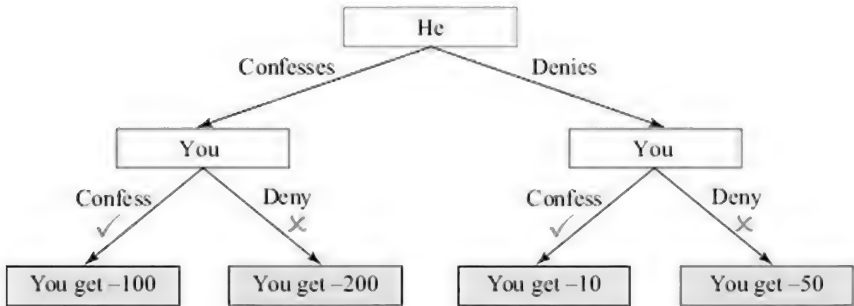 He
Confesses Denies
You You
Confess Deny Confess Deny
You get –100 You get –200 You get –10 You get –50